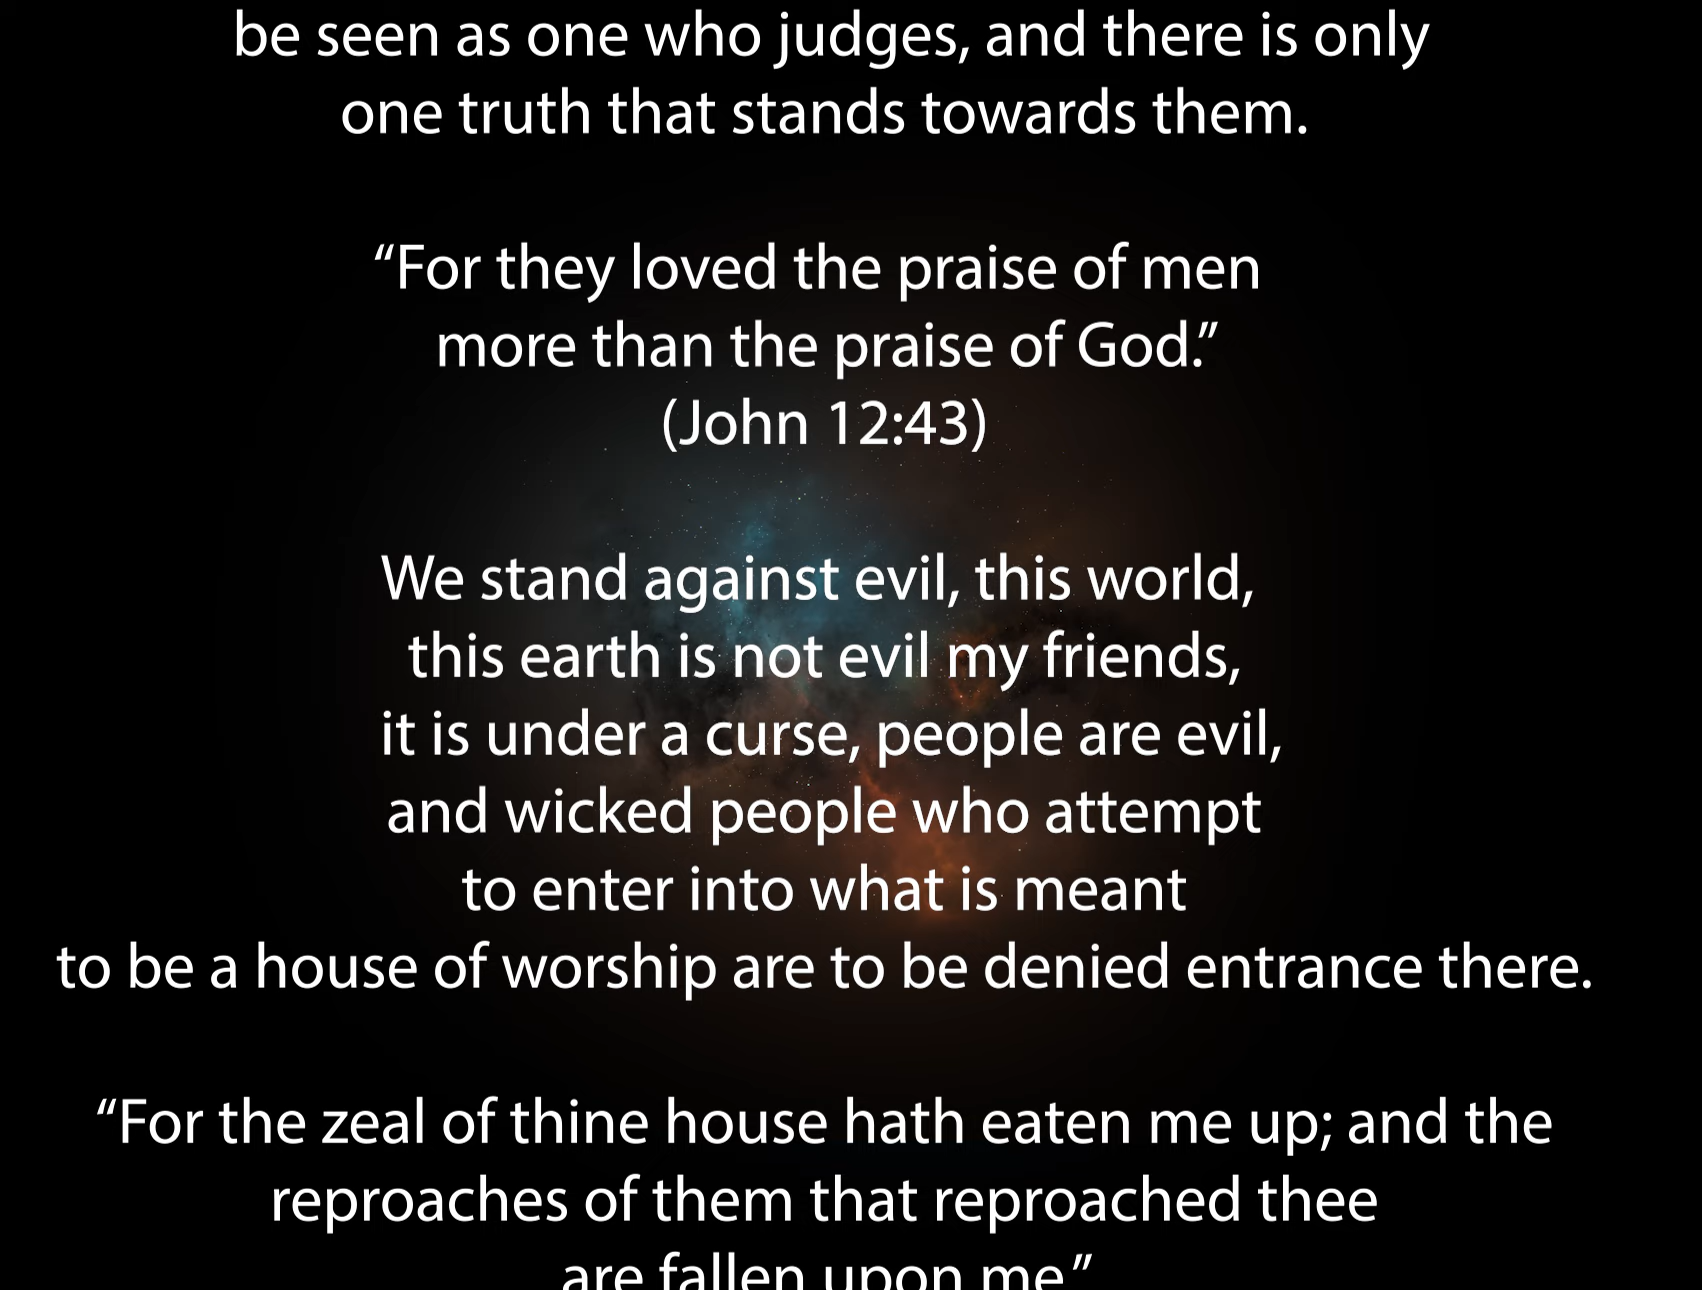 be seen as one who judges, and there is only
one truth that stands towards them.
“For they loved the praise of men
more than the praise of God.”
(John 12:43)
We stand against evil, this world,
this earth is not evil my friends,
it is under a curse, people are evil,
and wicked people who attempt
to enter into what is meant
to be a house of worship are to be denied entrance there.
“For the zeal of thine house hath eaten me up; and the
reproaches of them that reproached thee
are fallen upon me”